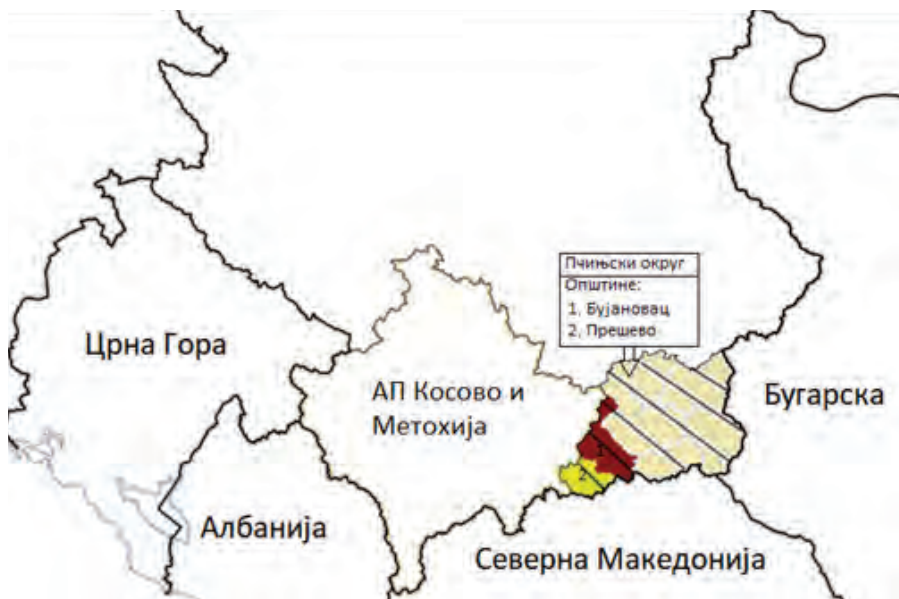 Пчињски округ
Општине:
1. Бујановац
2. Прешево
Црна Гора
АП Косово и
Метохија
Бугарска
1
2
Албанија
Северна Македонија